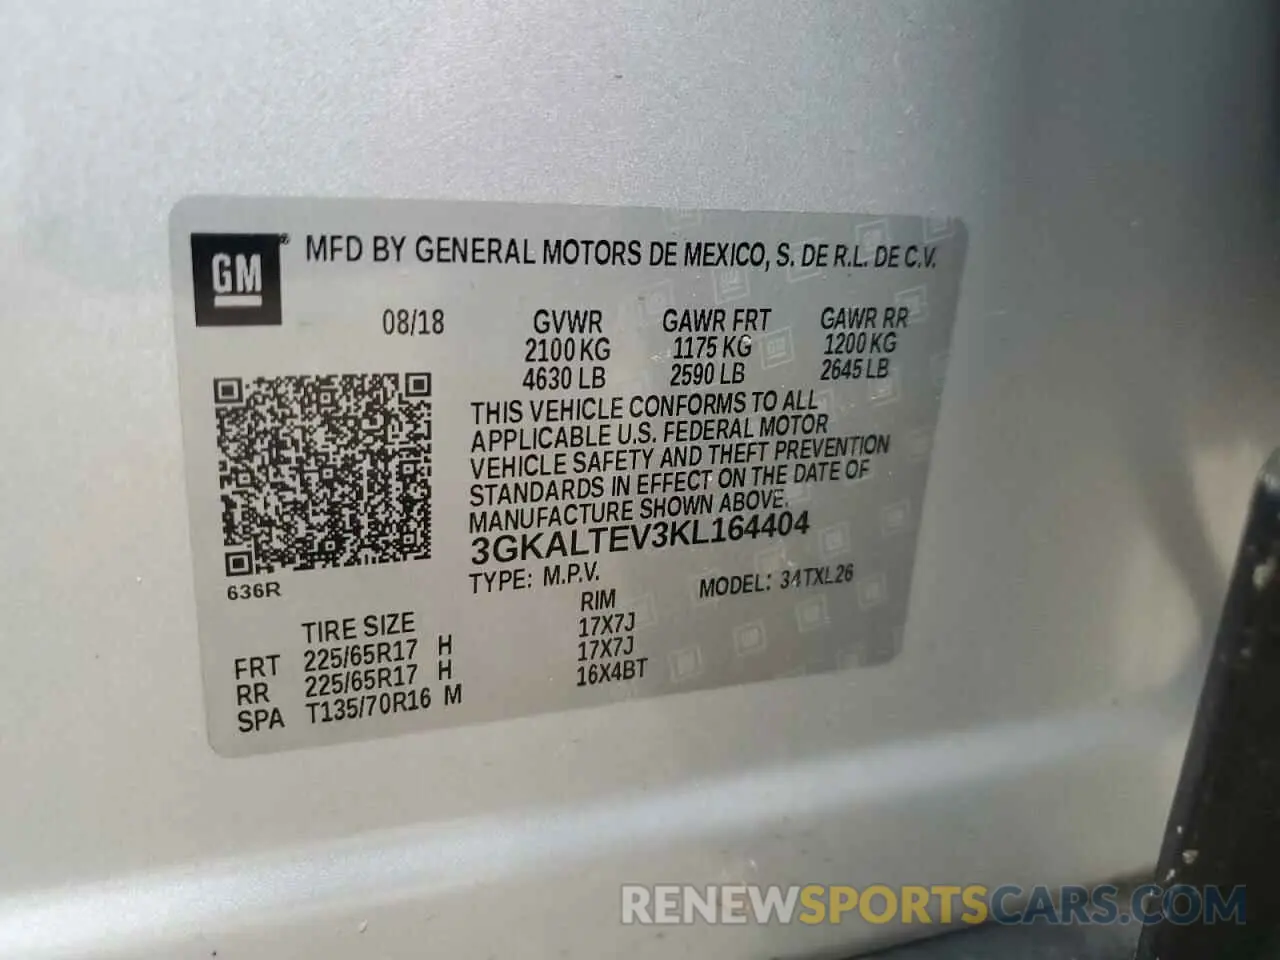 GM® MFD BY GENERAL MOTORS DE MEXICO, S. DE R.L. DE C.V.
08/18 GVWR GAWR FRT GAWR RR
2100 KG 1175 KG 1200 KG
4630 LB 2590 LB 2645 LB
THIS VEHICLE CONFORMS TO ALL
APPLICABLE U.S. FEDERAL MOTOR
VEHICLE SAFETY AND THEFT PREVENTION
STANDARDS IN EFFECT ON THE DATE OF
MANUFACTURE SHOWN ABOVE.
3GKALTEV3KL164404
636R
TYPE: M.P.V. MODEL: 34TXL26
TIRE SIZE RIM
FRT 225/65R17 H 17X7J
RR 225/65R17 H 17X7J
SPA T135/70R16 M 16X4BT
RENEWSPORTSCARS.COM